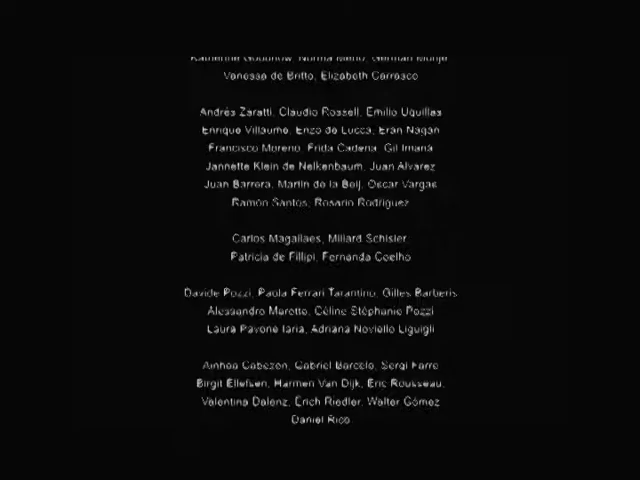 Vanessa de Britto, Elizabeth Carrasco
Andrés Zaratti, Claudio Rossell, Emilio Uquillas
Enrique Villaume, Enzo de Lucca, Eran Nagan
Francisco Moreno, Frida Cadena, Gil Imaná
Jannette Klein de Nelkenbaum, Juan Alvarez
Juan Barrera, Martin de la Beij, Oscar Vargas
Ramón Santos, Rosario Rodriguez
Carlos Magallaes, Millard Schisler
Patricia de Fillipi, Fernanda Coelho
Davide Pozzi, Paola Ferrari Tarantino, Gilles Barberis
Alessandro Marotto, Céline Stéphanie Pozzi
Laura Pavone Iaria, Adriana Noviello Liguigli
Ainhoa Cabezon, Gabriel Barcelo, Sergi Farre
Birgit Ellefsen, Harmen Van Dijk, Éric Rousseau,
Valentina Dalenz, Erich Riedler, Walter Gómez
Daniel Rico